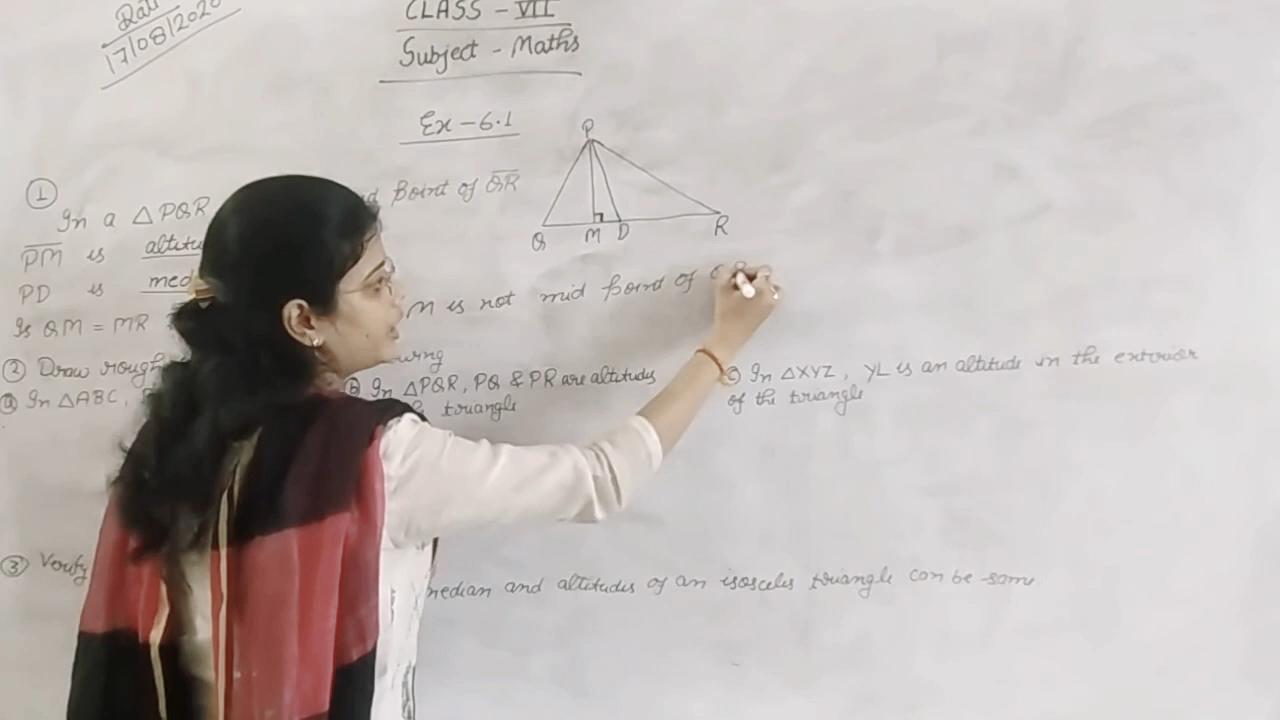 17/08/2020
CLASS - VII
Subject - Maths
Ex - 6.1
① In a △PQR point of QR
PM is
PD is
Is QM = MR
M is not mid point of
P
Q M D R
② Draw rough
ⓐ In △ABC,
ⓑ In △PQR, PQ & PR are altitudes
triangle
ⓒ In △XYZ, YL is an altitude in the exterior
of the triangle
③ Verify
median and altitudes of an isosceles triangle can be same